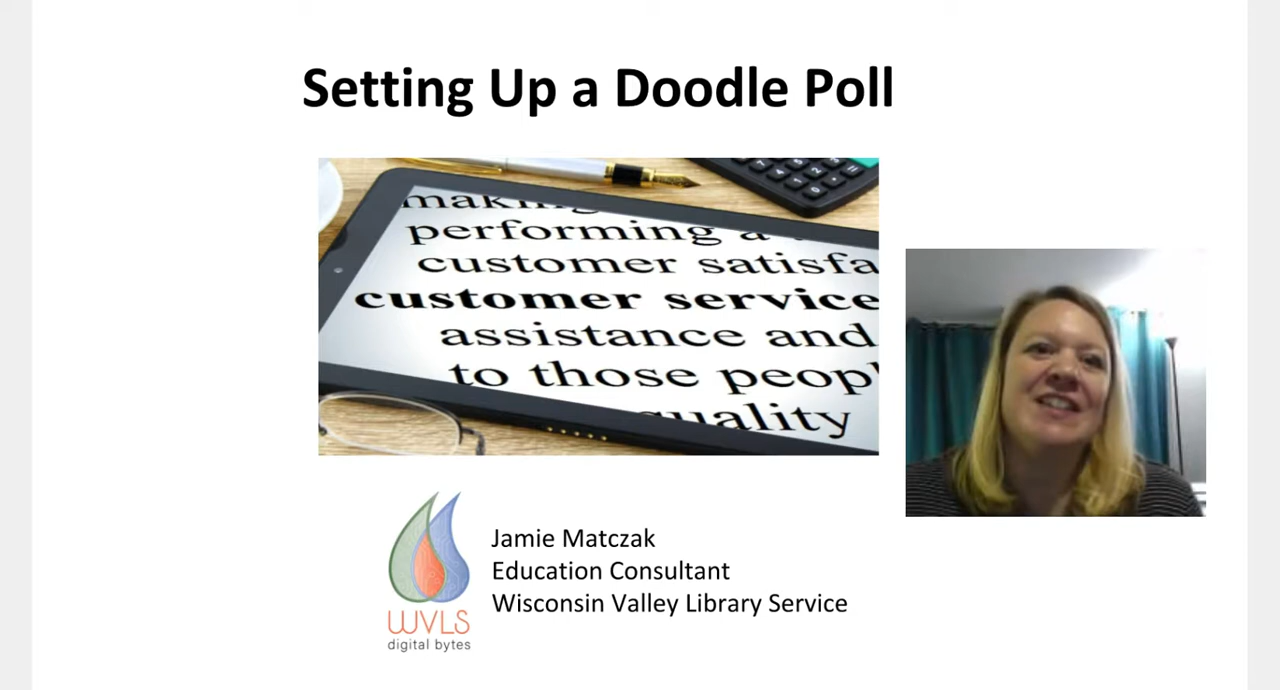 Setting Up a Doodle Poll
performing a
customer satisfa
customer service
assistance and
to those peop
quality
Jamie Matczak
Education Consultant
Wisconsin Valley Library Service
WVLS
digital bytes